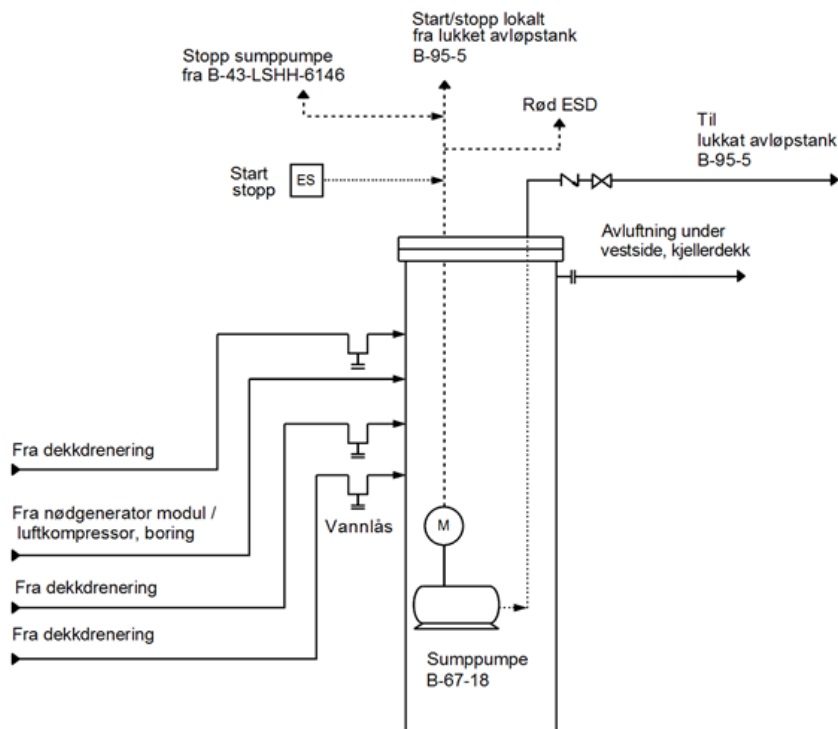 Start/stopp lokalt
fra lukket avløpstank
B-95-5
Stopp sumppumpe
fra B-43-LSHH-6146
Rød ESD
Til
lukkat avløpstank
B-95-5
Start
stopp
ES
Avluftning under
vestside, kjellerdekk
Fra dekkdrenering
Fra nødgenerator modul /
luftkompressor, boring
Vannlås
M
Fra dekkdrenering
Fra dekkdrenering
Sumppumpe
B-67-18